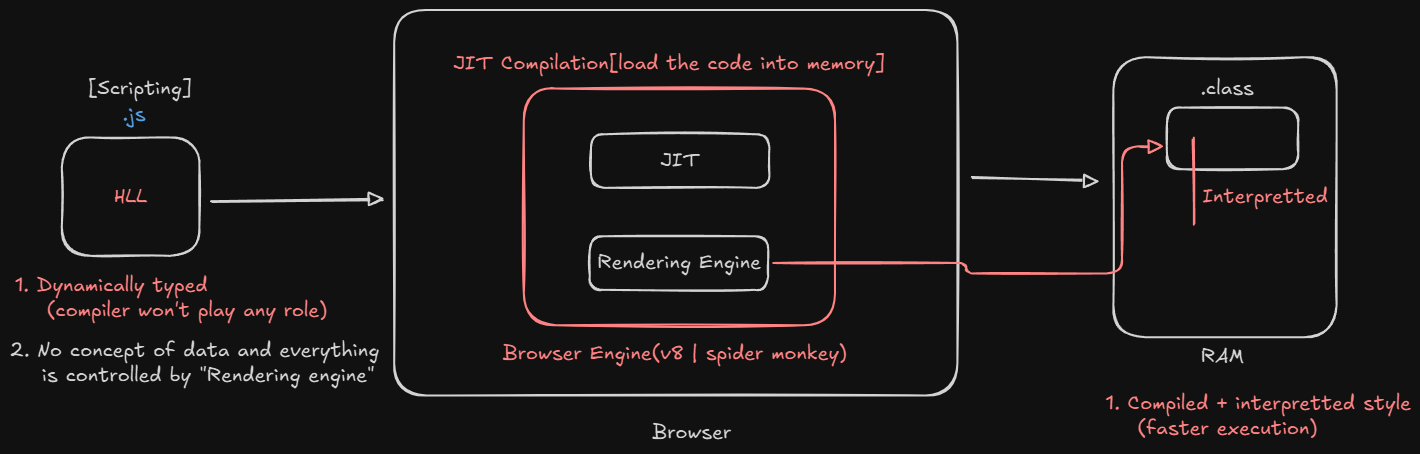 [Scripting]
.js
HLL
1. Dynamically typed
(compiler won't play any role)
2. No concept of data and everything
is controlled by "Rendering engine"
JIT Compilation[load the code into memory]
JIT
Rendering Engine
Browser Engine(v8 | spider monkey)
Browser
.class
Interpretted
RAM
1. Compiled + interpretted style
(faster execution)